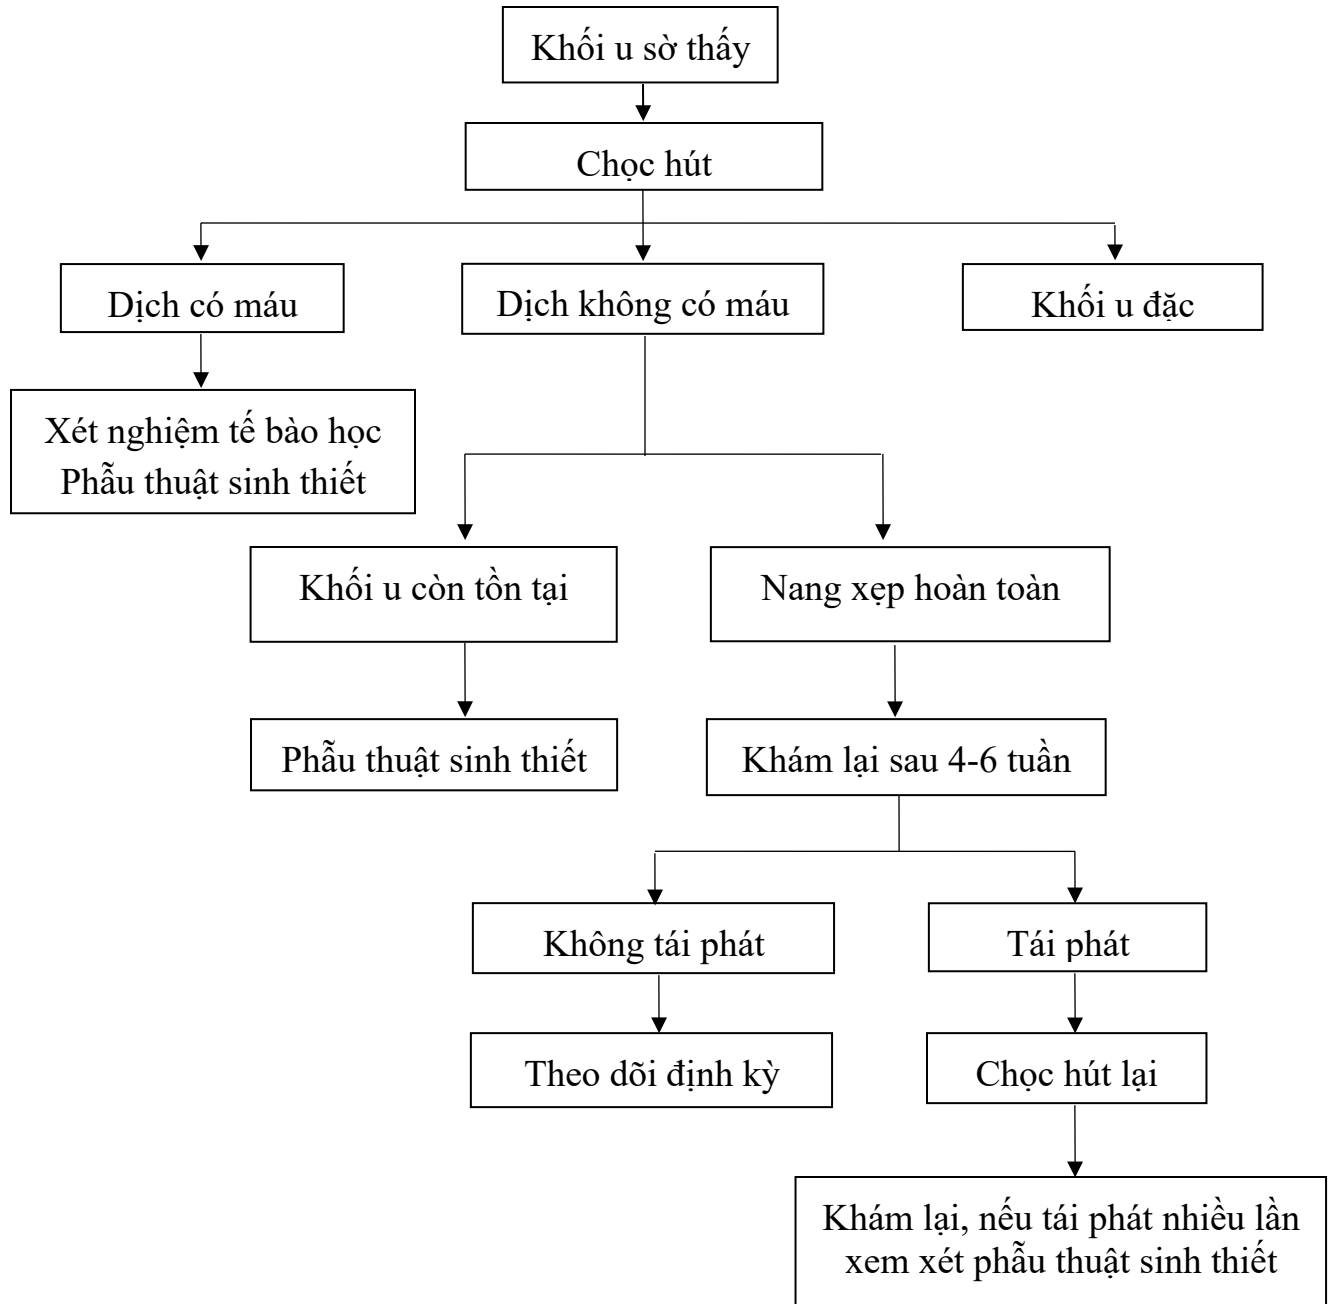 Khối u sờ thấy
Chọc hút
Dịch có máu
Dịch không có máu
Khối u đặc
Xét nghiệm tế bào học
Phẫu thuật sinh thiết
Khối u còn tồn tại
Nang xẹp hoàn toàn
Phẫu thuật sinh thiết
Khám lại sau 4-6 tuần
Không tái phát
Tái phát
Theo dõi định kỳ
Chọc hút lại
Khám lại, nếu tái phát nhiều lần
xem xét phẫu thuật sinh thiết